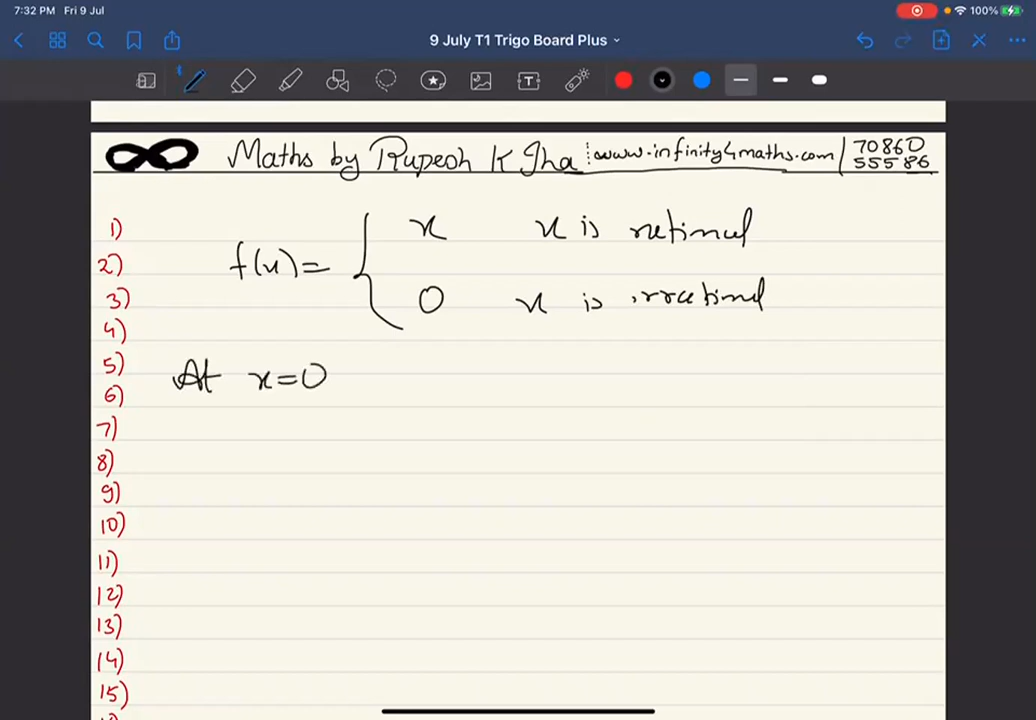 7:32 PM Fri 9 Jul
100%
9 July T1 Trigo Board Plus
T
∞ Maths by Rupesh K Jha www.infinity4maths.com / 70860
55586
1)
x x is rational
2) f(x) = {
3) 0 x is irrational
4)
5) At x=0
6)
7)
8)
9)
10)
11)
12)
13)
14)
15)